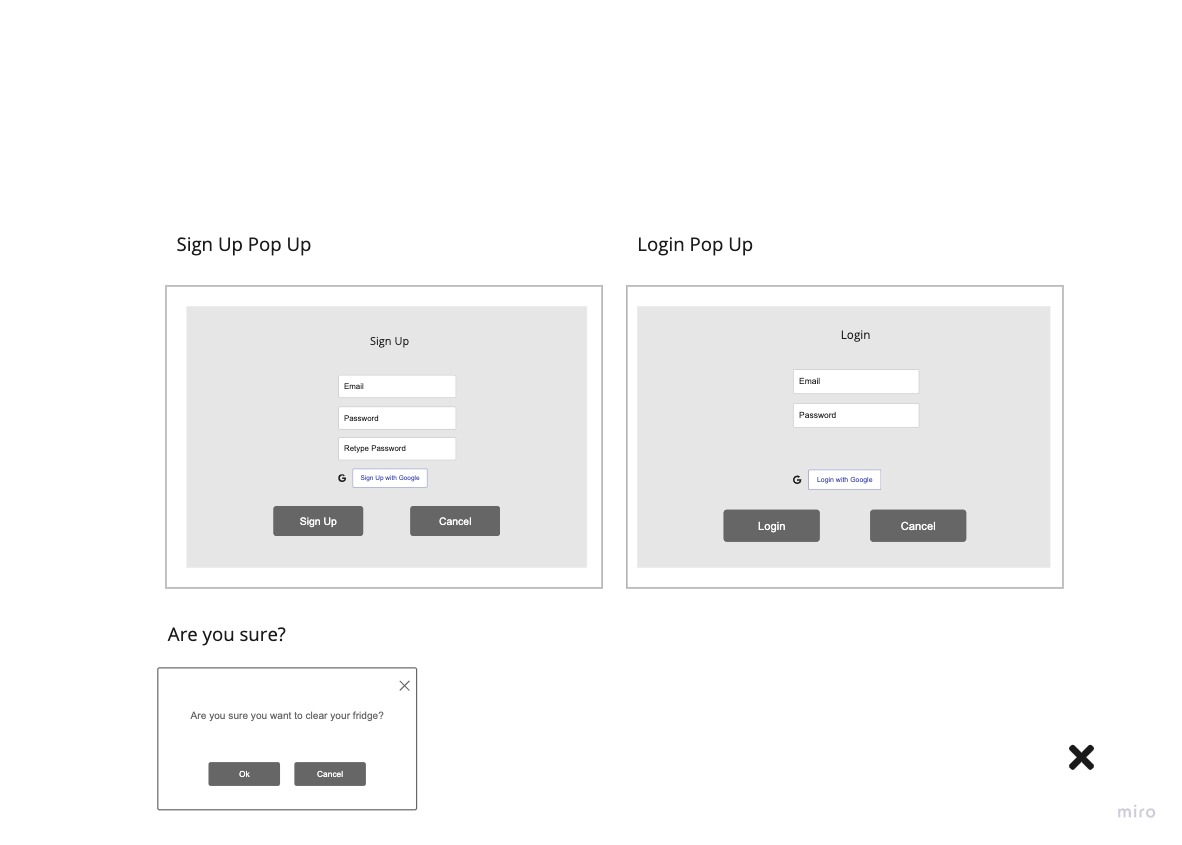 Sign Up Pop Up
Login Pop Up
Sign Up
Email
Password
Retype Password
G Sign Up with Google
Sign Up Cancel
Login
Email
Password
G Login with Google
Login Cancel
Are you sure?
Are you sure you want to clear your fridge?
Ok Cancel
miro